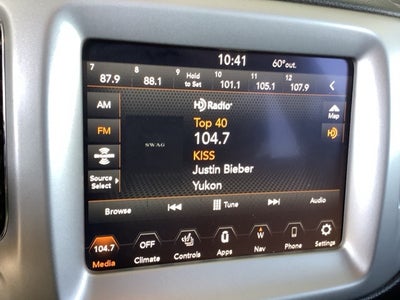 10:41 60°out.
7 8 9 Hold to Set 10 11 12
87.9 88.1 101.1 105.1 107.9
AM
HD Radio
Map
Top 40
FM
104.7
HD
SWAG
KISS
Justin Bieber
Source Select
Yukon
Browse Tune Audio
104.7 OFF W
Media Climate Controls Apps Nav Phone Settings